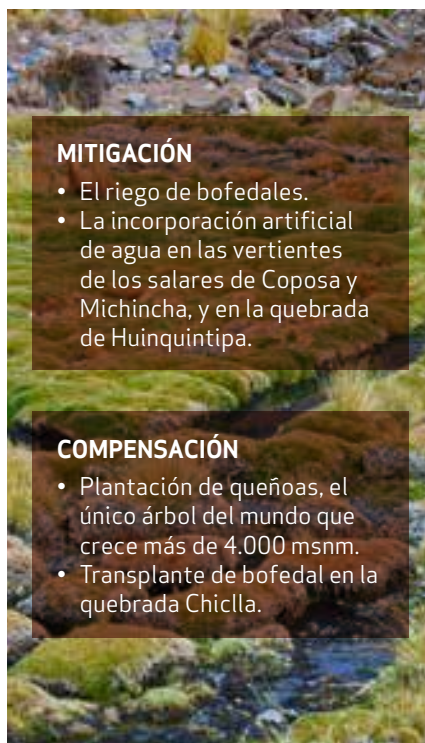 MITIGACIÓN
• El riego de bofedales.
• La incorporación artificial
de agua en las vertientes
de los salares de Coposa y
Michincha, y en la quebrada
de Huinquintipa.
COMPENSACIÓN
• Plantación de queñoas, el
único árbol del mundo que
crece más de 4.000 msnm.
• Transplante de bofedal en la
quebrada Chiclla.